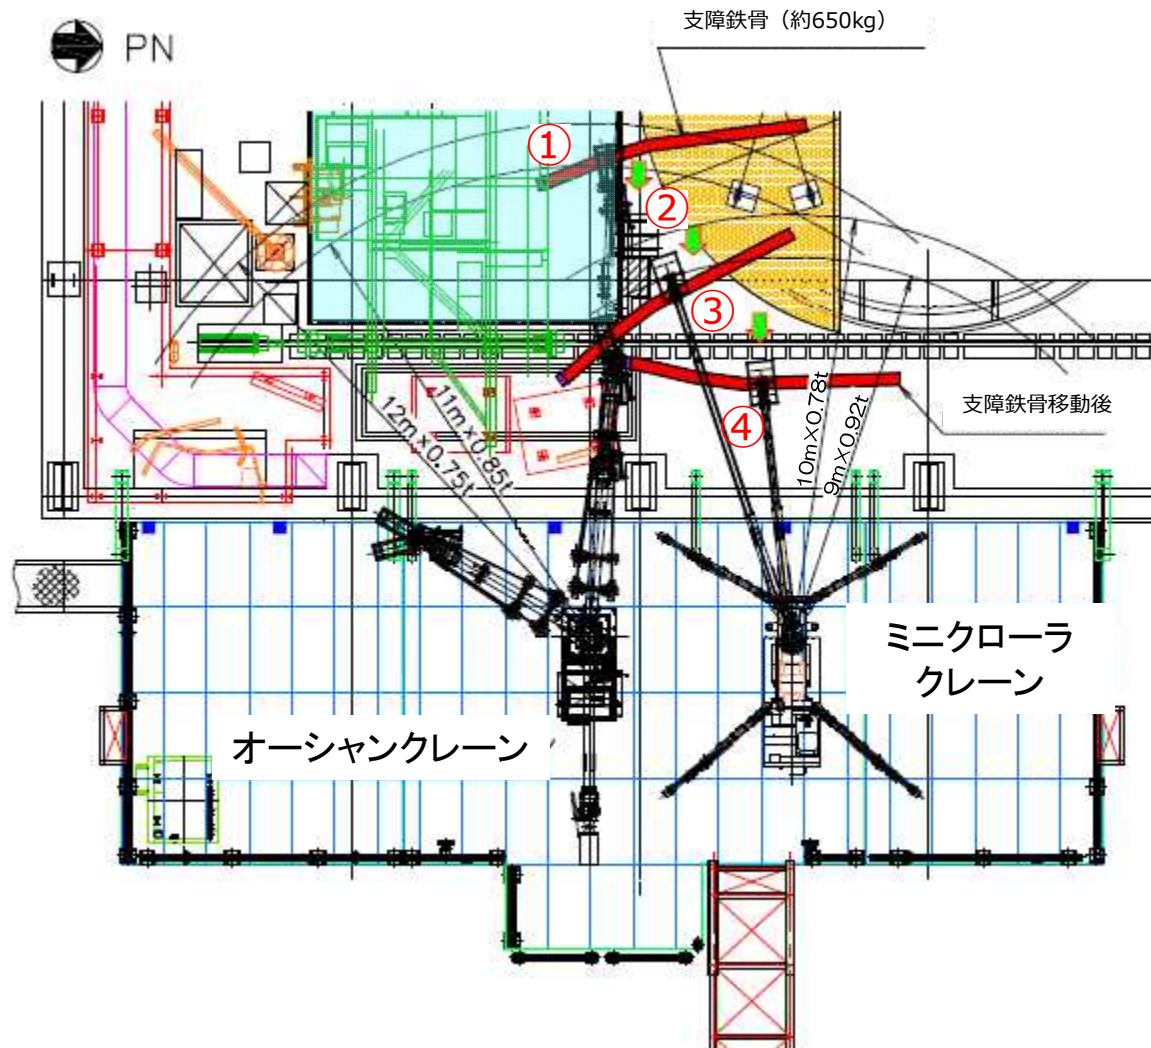 支障鉄骨（約650kg）
PN
①
②
③
支障鉄骨移動後
④
12m×0.75t
11m×0.85t
10m×0.78t
9m×0.92t
ミニクローラ
クレーン
オーシャンクレーン